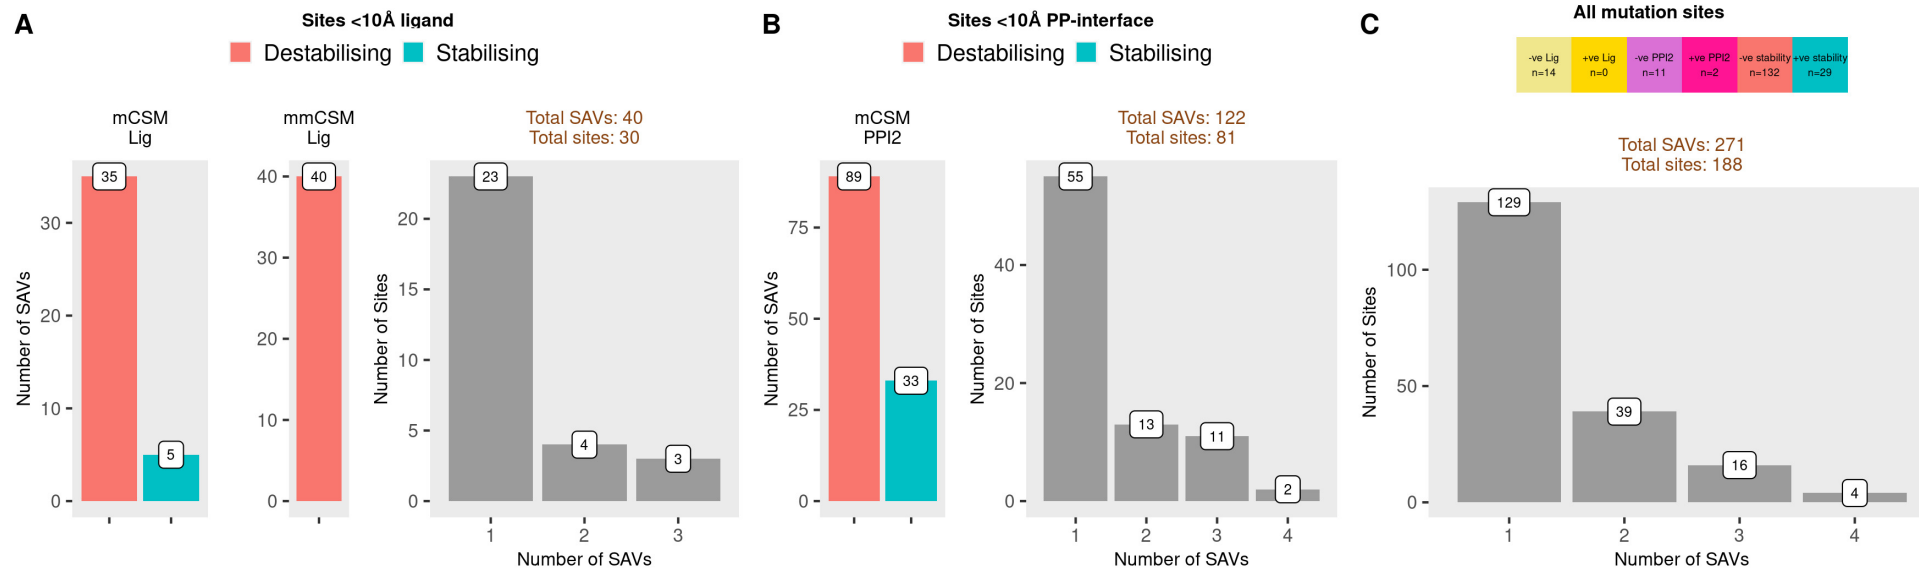 A
Sites <10Å ligand
Destabilising
Stabilising
mCSM
Lig
Number of SAVs
30
20
10
0
35
5
mmCSM
Lig
40
30
20
10
0
40
Total SAVs: 40
Total sites: 30
Number of Sites
20
15
10
5
0
23
4
3
1
2
3
Number of SAVs
B
Sites <10Å PP-interface
Destabilising
Stabilising
mCSM
PPI2
Number of SAVs
75
50
25
0
89
33
Total SAVs: 122
Total sites: 81
Number of Sites
40
20
0
55
13
11
2
1
2
3
4
Number of SAVs
C
All mutation sites
-ve Lig
n=14
+ve Lig
n=0
-ve PPI2
n=11
+ve PPI2
n=2
-ve stability
n=132
+ve stability
n=29
Total SAVs: 271
Total sites: 188
Number of Sites
100
50
0
129
39
16
4
1
2
3
4
Number of SAVs